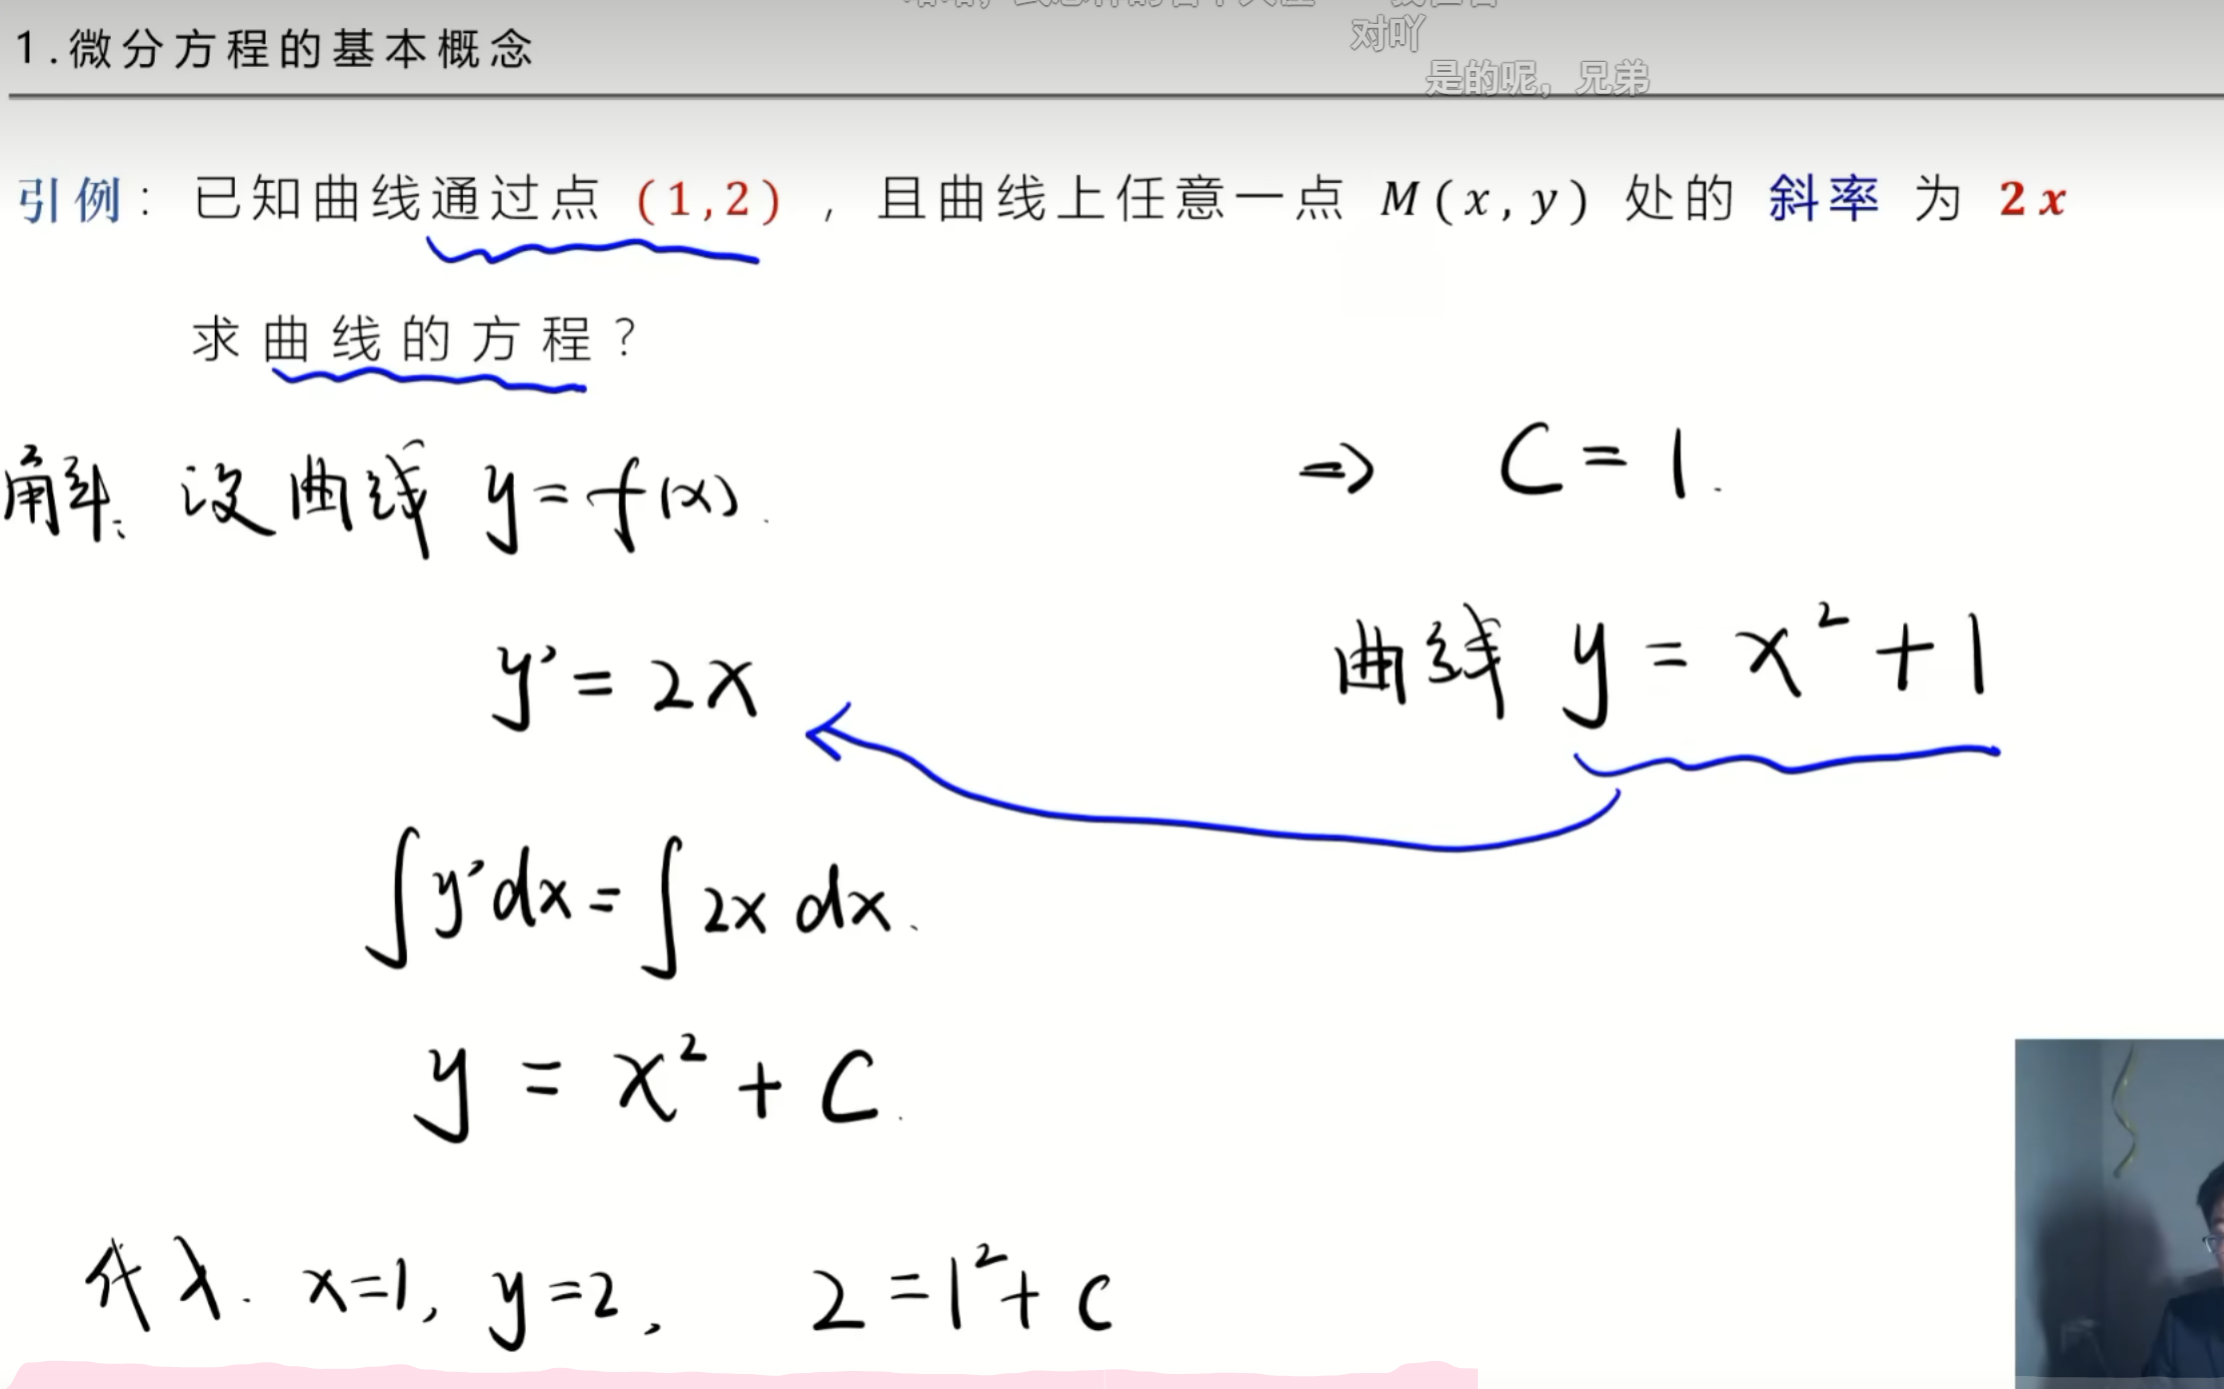 对吖
1.微分方程的基本概念
是的呢，兄弟
引例： 已知曲线通过点 (1,2) ，且曲线上任意一点 M(x,y) 处的 斜率 为 2x
求曲线的方程？
解: 设曲线 y=f(x).
y'=2x
∫y'dx=∫2x dx.
y = x²+C.
代入. x=1, y=2, 2=1²+c
⇒ C=1.
曲线 y=x²+1